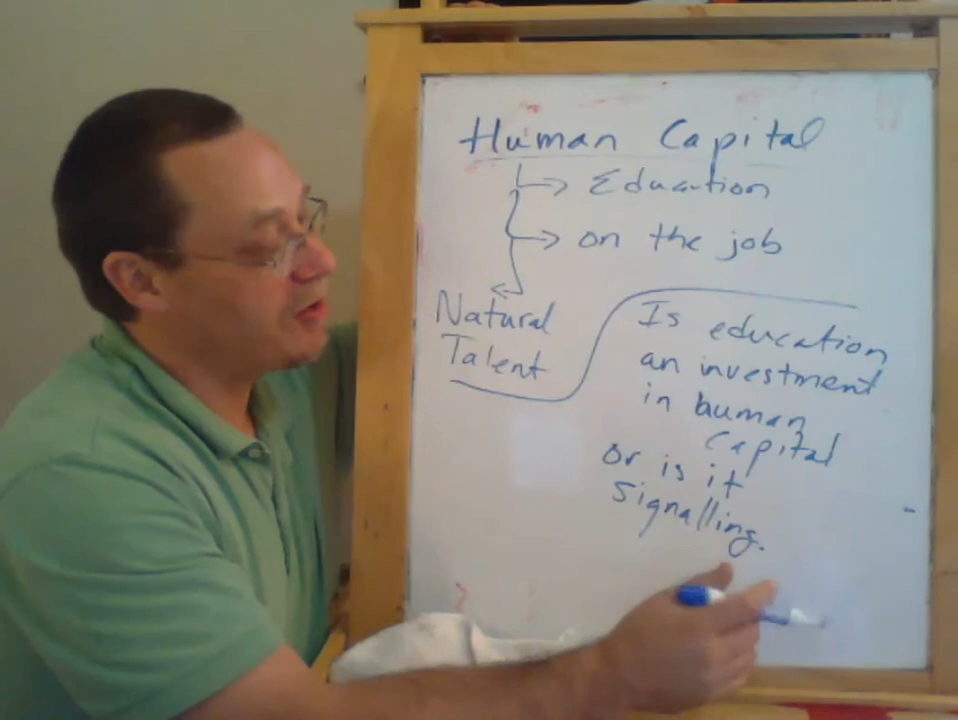 Human Capital
Education
on the job
Natural
Talent
Is education
an investment
in human
capital
or is it
signalling.